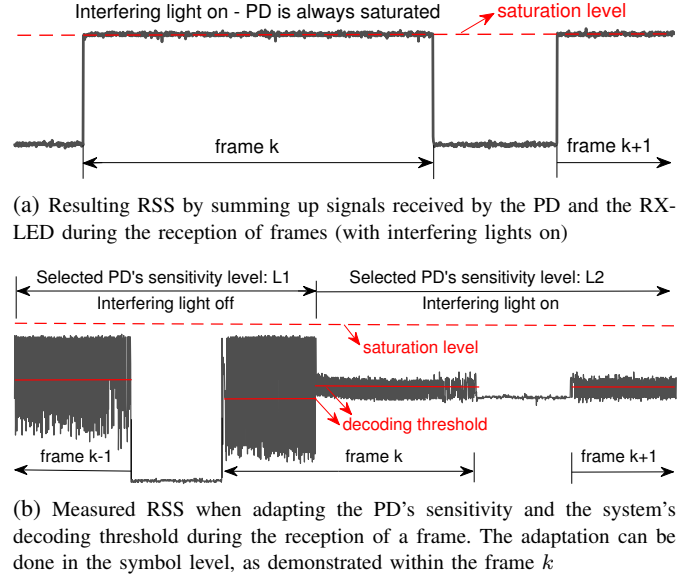 Interfering light on - PD is always saturated
saturation level
frame k
frame k+1
(a) Resulting RSS by summing up signals received by the PD and the RX-
LED during the reception of frames (with interfering lights on)
Selected PD's sensitivity level: L1
Selected PD's sensitivity level: L2
Interfering light off
Interfering light on
saturation level
decoding threshold
frame k-1
frame k
frame k+1
(b) Measured RSS when adapting the PD's sensitivity and the system's
decoding threshold during the reception of a frame. The adaptation can be
done in the symbol level, as demonstrated within the frame k